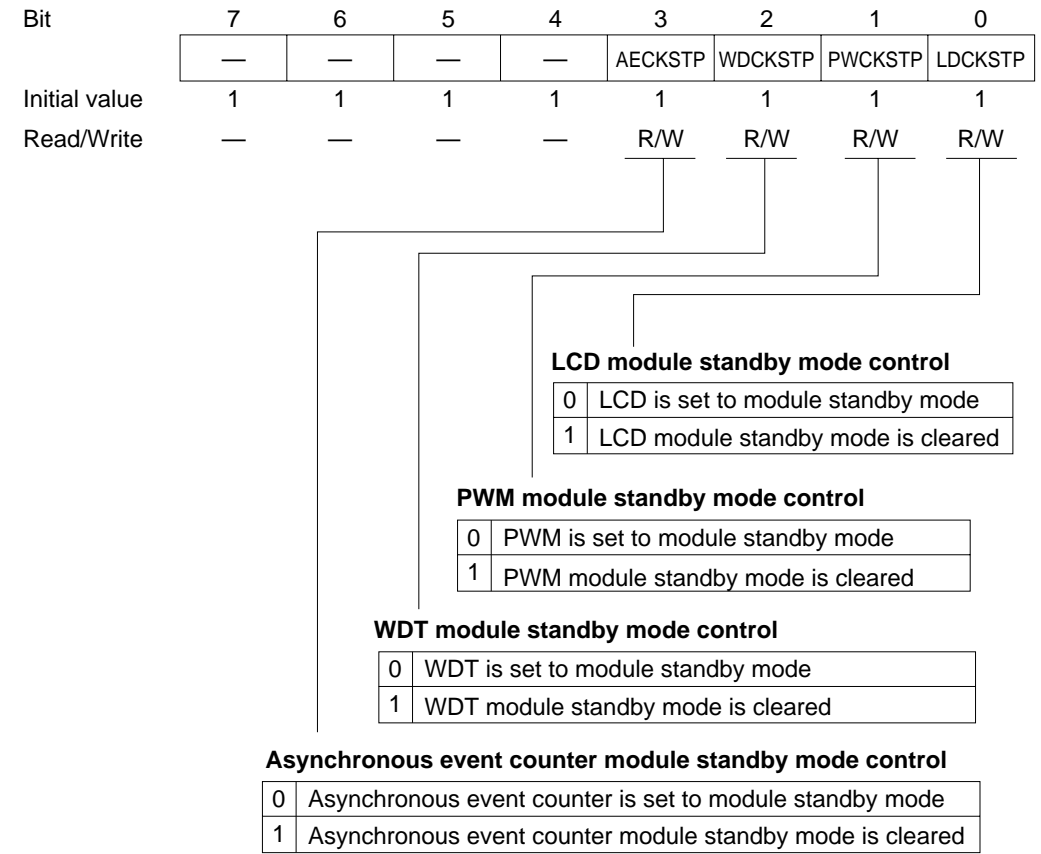 Bit 7 6 5 4 3 2 1 0
— — — — AECKSTP WDCKSTP PWCKSTP LDCKSTP
Initial value 1 1 1 1 1 1 1 1
Read/Write — — — — R/W R/W R/W R/W
LCD module standby mode control
0 LCD is set to module standby mode
1 LCD module standby mode is cleared
PWM module standby mode control
0 PWM is set to module standby mode
1 PWM module standby mode is cleared
WDT module standby mode control
0 WDT is set to module standby mode
1 WDT module standby mode is cleared
Asynchronous event counter module standby mode control
0 Asynchronous event counter is set to module standby mode
1 Asynchronous event counter module standby mode is cleared